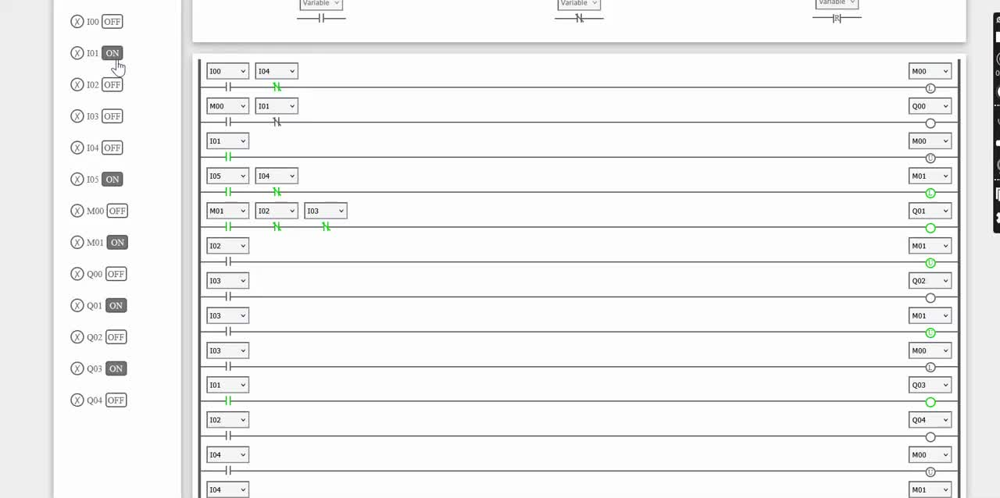 Variable Variable Variable
R
X I00 OFF
X I01 ON
X I02 OFF
X I03 OFF
X I04 OFF
X I05 ON
X M00 OFF
X M01 ON
X Q00 OFF
X Q01 ON
X Q02 OFF
X Q03 ON
X Q04 OFF
I00 I04 M00
L
M00 I01 Q00
I01 M00
U
I05 I04 M01
L
M01 I02 I03 Q01
I02 M01
U
I03 Q02
I03 M01
U
I03 M00
L
I01 Q03
I02 Q04
I04 M00
U
I04 M01